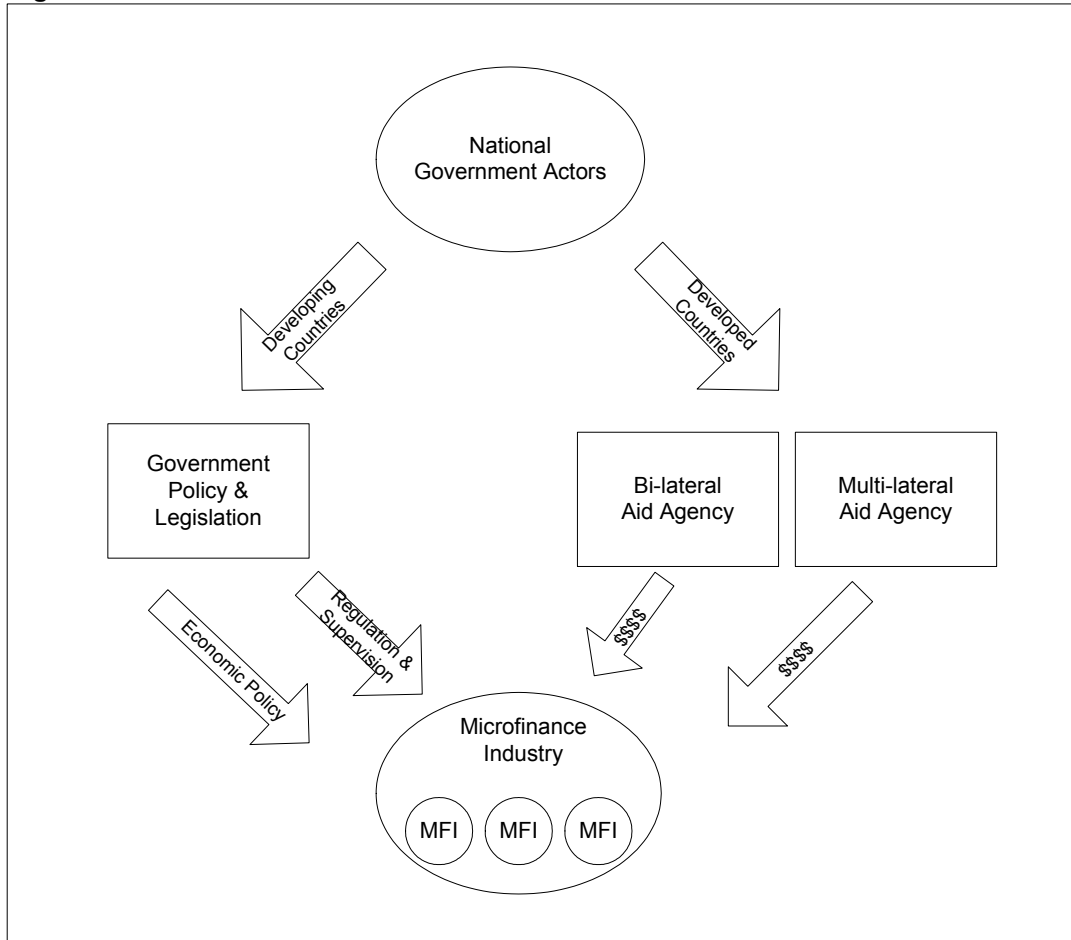 National
Government Actors
Developing
Countries
Developed
Countries
Government
Policy &
Legislation
Bi-lateral
Aid Agency
Multi-lateral
Aid Agency
Economic Policy
Regulation &
Supervision
$$$$
$$$$
Microfinance
Industry
MFI
MFI
MFI